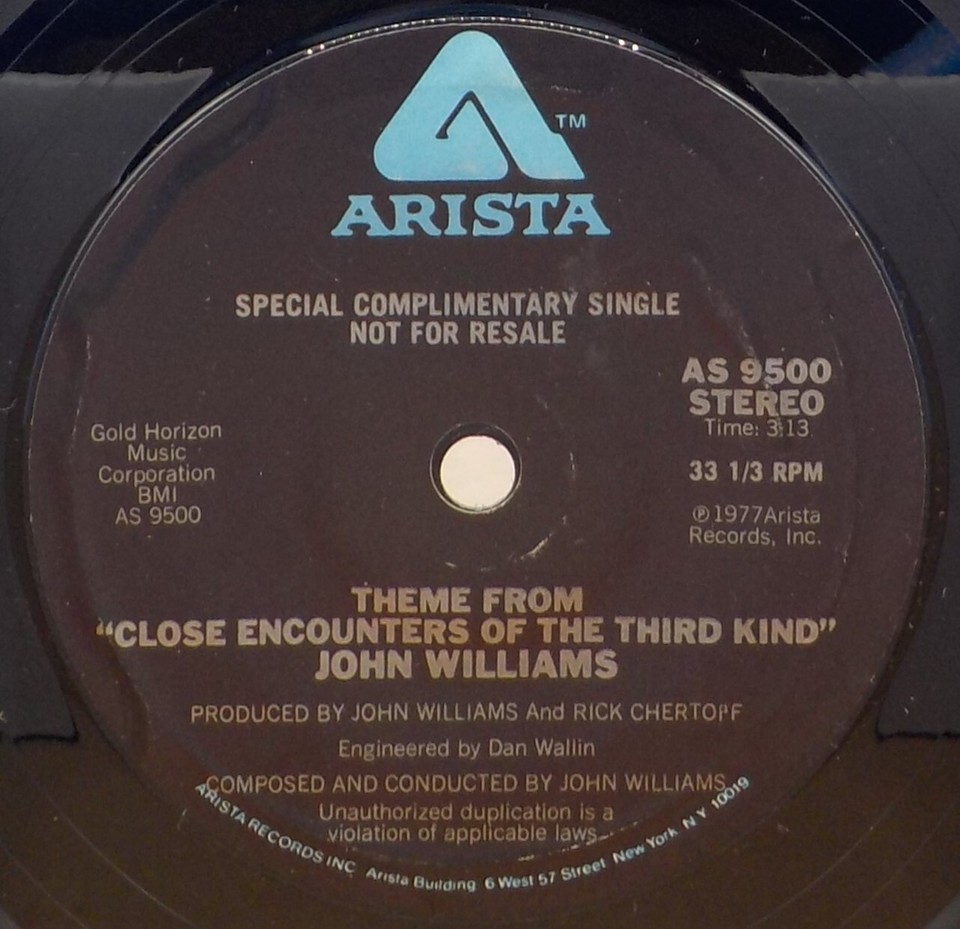 TM
ARISTA
SPECIAL COMPLIMENTARY SINGLE
NOT FOR RESALE
AS 9500
STEREO
Time: 3:13
33 1/3 RPM
℗1977Arista
Records, Inc.
Gold Horizon
Music
Corporation
BMI
AS 9500
THEME FROM
“CLOSE ENCOUNTERS OF THE THIRD KIND”
JOHN WILLIAMS
PRODUCED BY JOHN WILLIAMS And RICK CHERTOFF
Engineered by Dan Wallin
COMPOSED AND CONDUCTED BY JOHN WILLIAMS
Unauthorized duplication is a
violation of applicable laws
ARISTA RECORDS INC Arista Building 6 West 57 Street New York N Y 10019